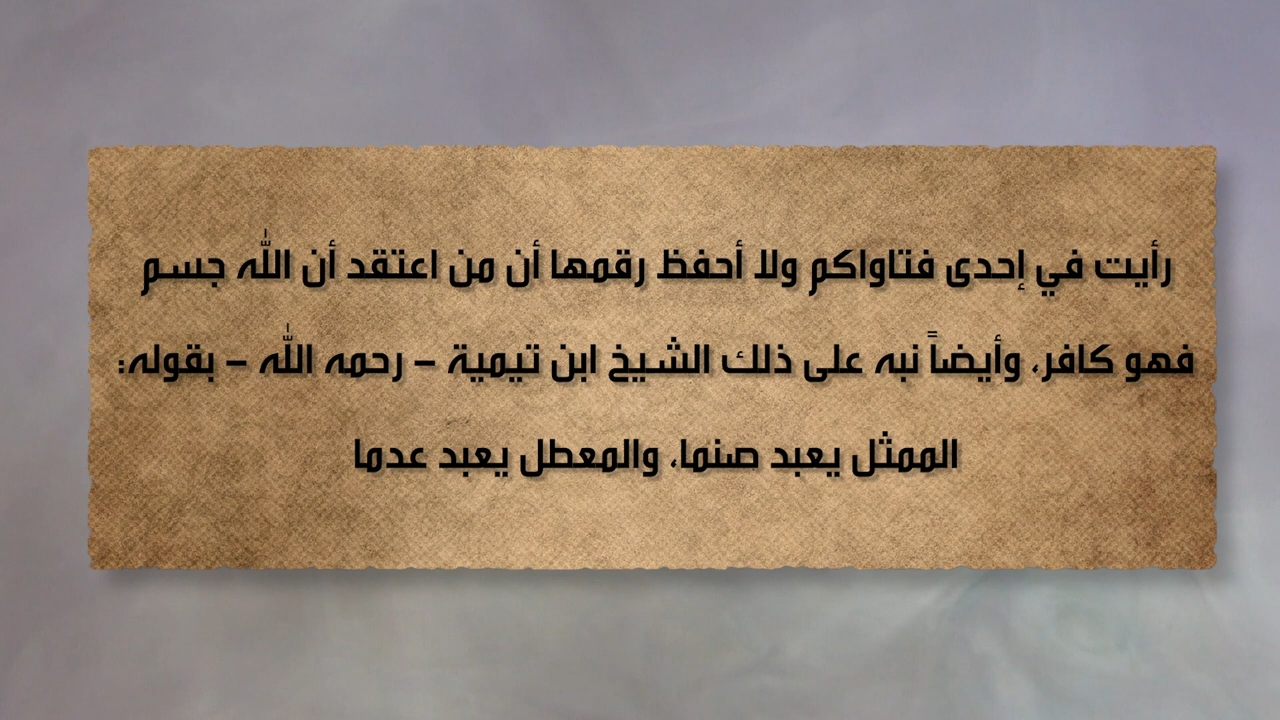 رأيت في إحدى فتاواكم ولا أحفظ رقمها أن من اعتقد أن الله جسم
فهو كافر، وأيضاً نبه على ذلك الشيخ ابن تيمية – رحمه الله – بقوله:
الممثل يعبد صنما، والمعطل يعبد عدما